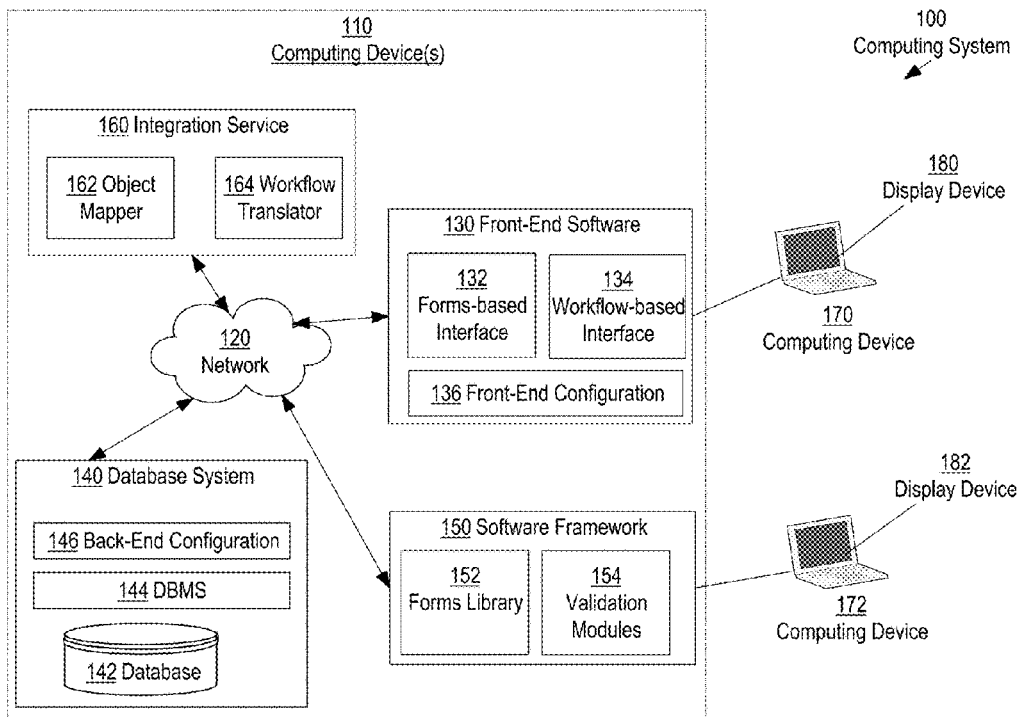 110
Computing Device(s)
100
Computing System
160 Integration Service
162 Object
Mapper
164 Workflow
Translator
180
Display Device
130 Front-End Software
132
Forms-based
Interface
134
Workflow-based
Interface
136 Front-End Configuration
170
Computing Device
120
Network
140 Database System
146 Back-End Configuration
144 DBMS
142 Database
150 Software Framework
152
Forms Library
154
Validation
Modules
182
Display Device
172
Computing Device